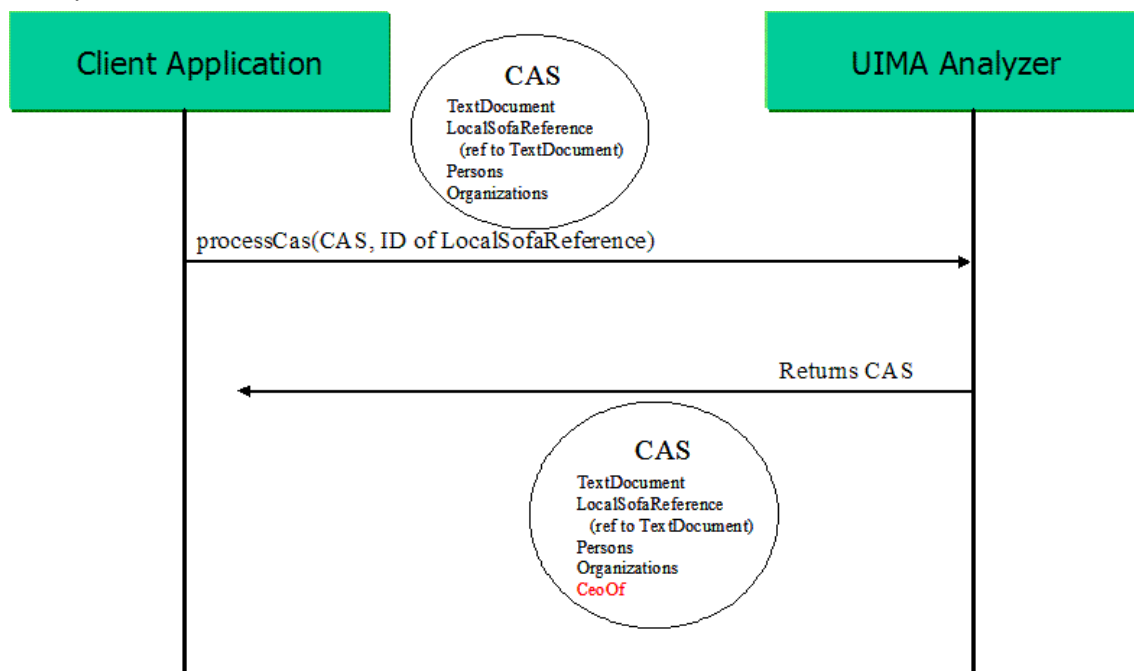 Client Application
UIMA Analyzer
CAS
TextDocument
LocalSofaReference
(ref to TextDocument)
Persons
Organizations
processCas(CAS, ID of LocalSofaReference)
Returns CAS
CAS
TextDocument
LocalSofaReference
(ref to TextDocument)
Persons
Organizations
CeoOf